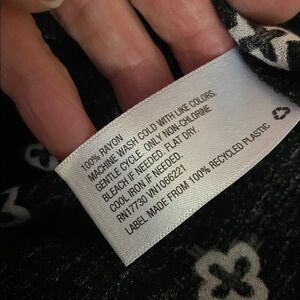 100% RAYON
MACHINE WASH COLD WITH LIKE COLORS.
GENTLE CYCLE. ONLY NON-CHLORINE
BLEACH IF NEEDED. FLAT DRY.
COOL IRON IF NEEDED.
RN17730 VN1066221
LABEL MADE FROM 100% RECYCLED PLASTIC